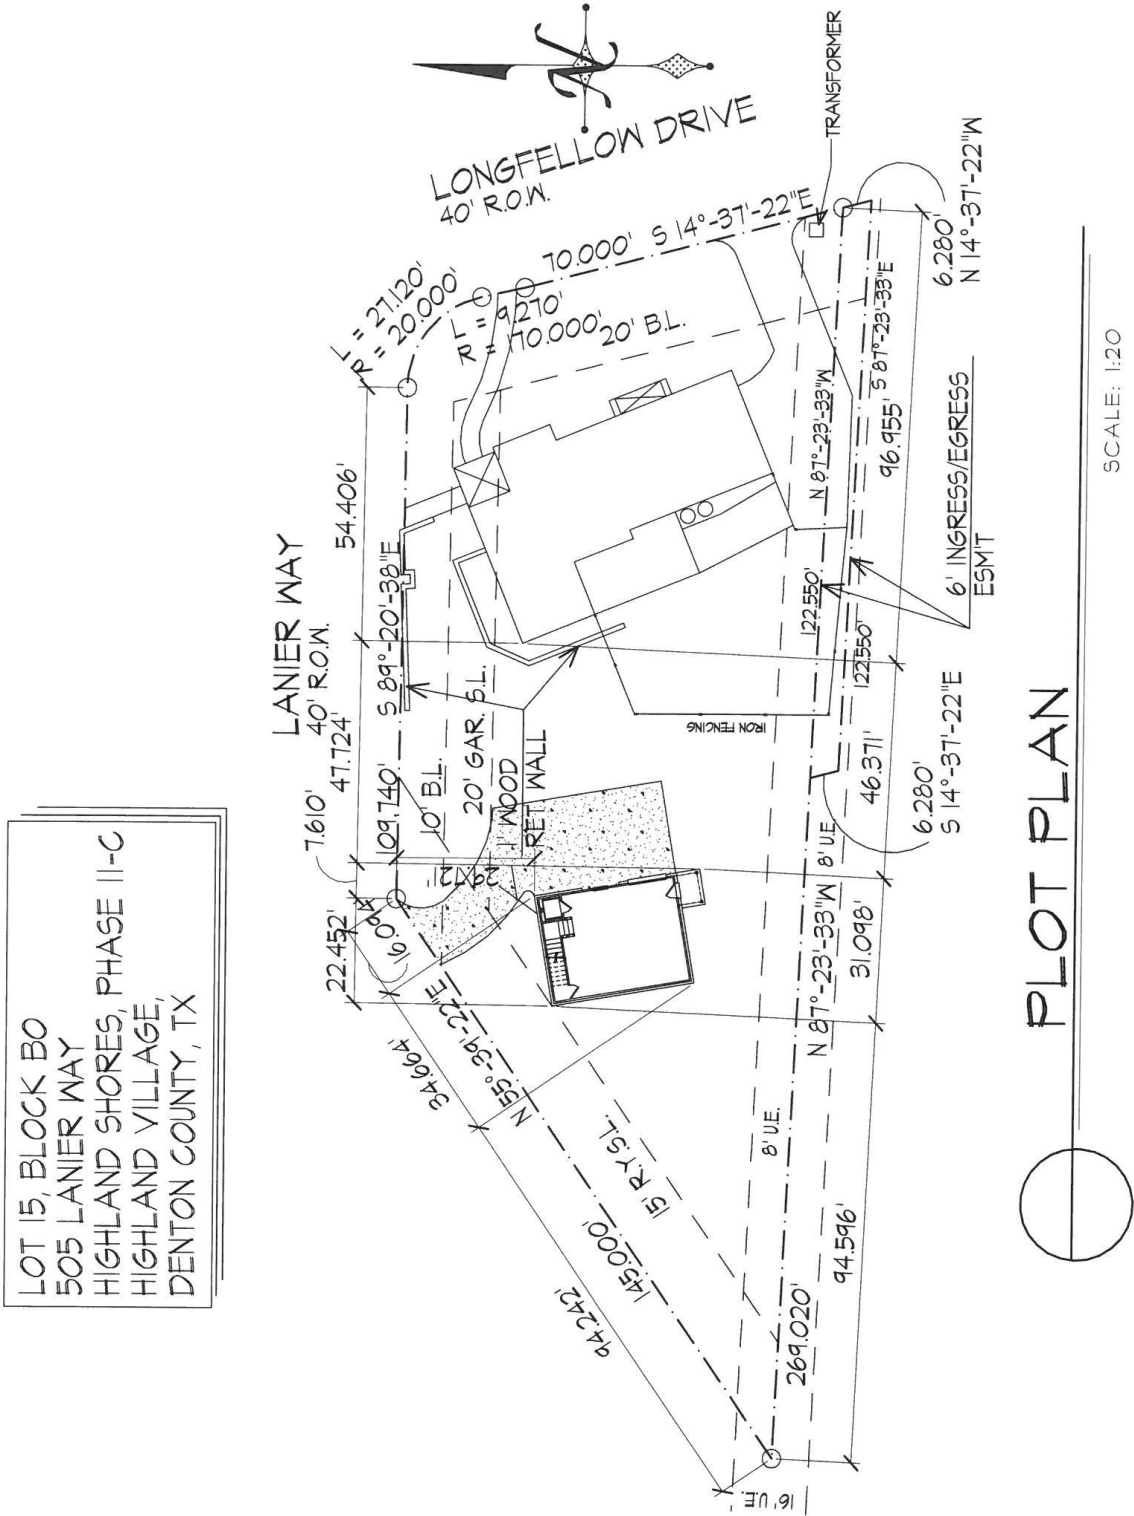 LOT 15, BLOCK BO
505 LANIER WAY
HIGHLAND SHORES, PHASE 11-C
HIGHLAND VILLAGE,
DENTON COUNTY, TX
LANIER WAY
40' R.O.W.
LONGFELLOW DRIVE
40' R.O.W.
N
TRANSFORMER
L = 27.120'
R = 20.000'
L = 9.270'
R = 170.000'
70.000' S 14°-37'-22"E
20' B.L.
54.406'
S 89°-20'-38"E
47.724'
7.610'
109.740'
10' B.L.
20' GAR. S.L.
1' WOOD
RET WALL
IRON FENCING
22.452'
16.094'
34.664'
N 55°-39'-22"E
145.000'
94.242'
15' R.Y.S.L.
8' U.E.
16' U.E.
269.020'
N 87°-23'-33"W
8' U.E.
94.596'
31.098'
46.371'
96.955'
122.550'
122.550'
N 87°-23'-33"W
S 87°-23'-33"E
6.280'
N 14°-37'-22"W
6' INGRESS/EGRESS
ESM'T
6.280'
S 14°-37'-22"E
PLOT PLAN
SCALE: 1:20